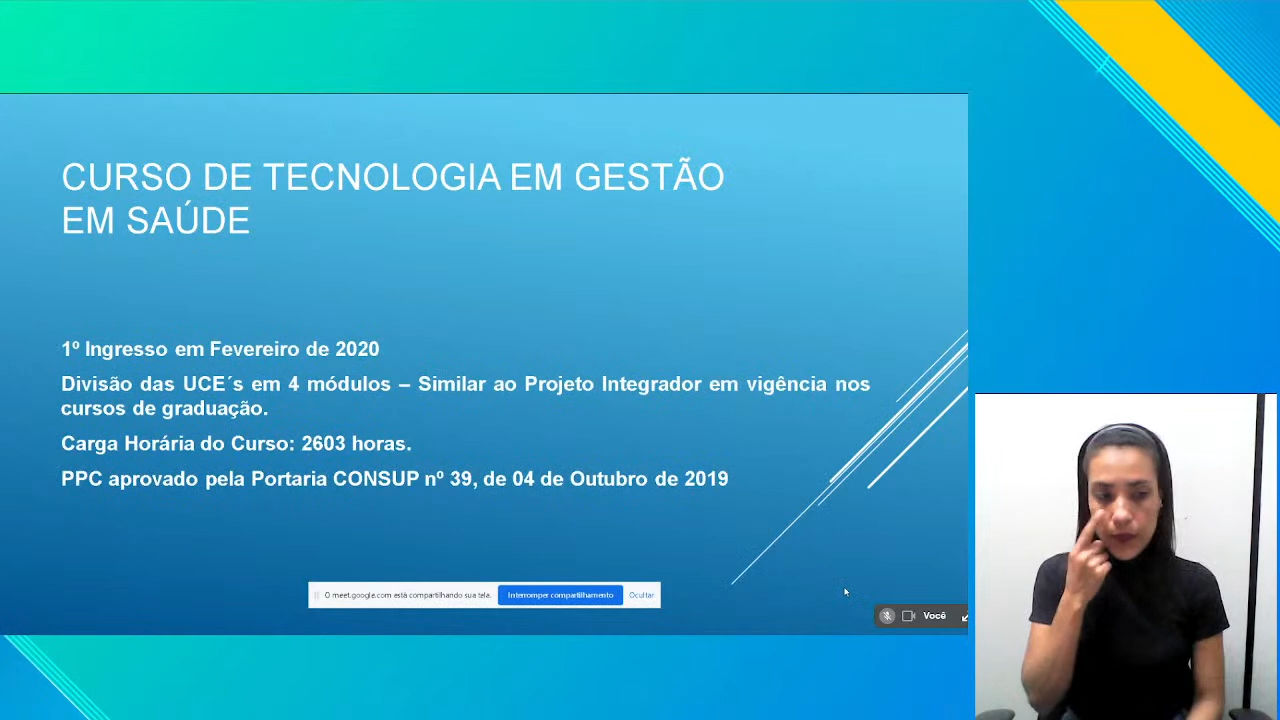 CURSO DE TECNOLOGIA EM GESTÃO
EM SAÚDE
1º Ingresso em Fevereiro de 2020
Divisão das UCE´s em 4 módulos – Similar ao Projeto Integrador em vigência nos
cursos de graduação.
Carga Horária do Curso: 2603 horas.
PPC aprovado pela Portaria CONSUP nº 39, de 04 de Outubro de 2019
O meet.google.com está compartilhando sua tela. Interromper compartilhamento Ocultar
Você